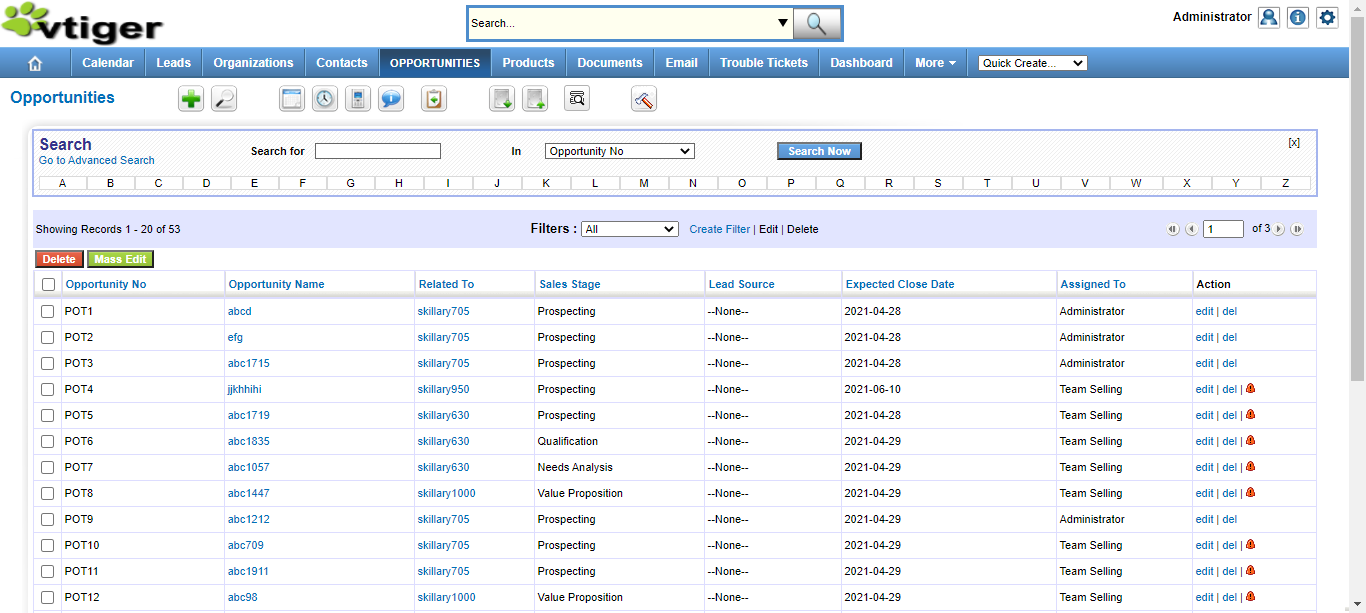 vtiger
Search...
Administrator
Calendar Leads Organizations Contacts OPPORTUNITIES Products Documents Email Trouble Tickets Dashboard More Quick Create...
Opportunities
Search
Go to Advanced Search
Search for In Opportunity No Search Now [X]
A B C D E F G H I J K L M N O P Q R S T U V W X Y Z
Showing Records 1 - 20 of 53 Filters : All Create Filter | Edit | Delete 1 of 3
Delete Mass Edit
Opportunity No Opportunity Name Related To Sales Stage Lead Source Expected Close Date Assigned To Action
POT1 abcd skillary705 Prospecting --None-- 2021-04-28 Administrator edit | del
POT2 efg skillary705 Prospecting --None-- 2021-04-28 Administrator edit | del
POT3 abc1715 skillary705 Prospecting --None-- 2021-04-28 Administrator edit | del
POT4 jjkhhihi skillary950 Prospecting --None-- 2021-06-10 Team Selling edit | del |
POT5 abc1719 skillary630 Prospecting --None-- 2021-04-28 Team Selling edit | del |
POT6 abc1835 skillary630 Qualification --None-- 2021-04-29 Team Selling edit | del |
POT7 abc1057 skillary630 Needs Analysis --None-- 2021-04-29 Team Selling edit | del |
POT8 abc1447 skillary1000 Value Proposition --None-- 2021-04-29 Team Selling edit | del |
POT9 abc1212 skillary705 Prospecting --None-- 2021-04-29 Administrator edit | del
POT10 abc709 skillary705 Prospecting --None-- 2021-04-29 Team Selling edit | del |
POT11 abc1911 skillary705 Prospecting --None-- 2021-04-29 Team Selling edit | del |
POT12 abc98 skillary1000 Value Proposition --None-- 2021-04-29 Team Selling edit | del |